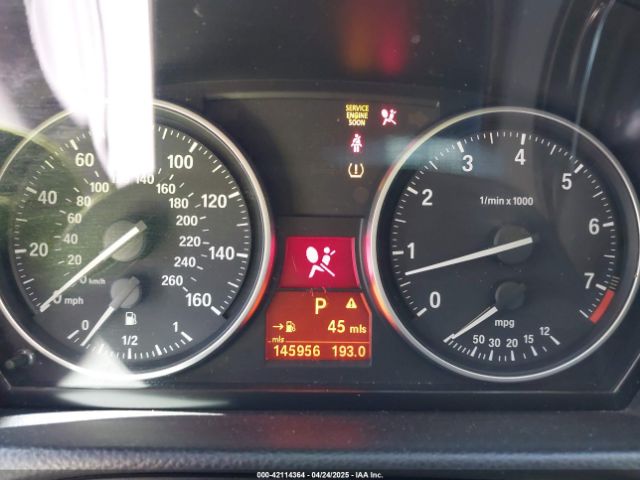 SERVICE
ENGINE
SOON
0 20 40 60 80 100 120 140 160
20 40 60 80 100 120 140 160 180 200 220 240 260
km/h
mph
0 1/2 1
0 1 2 3 4 5 6 7
1/min x 1000
mpg
50 30 20 15 12
P
45 mls
mls
145956 193.0
000-42114364 - 04/24/2025 - IAA Inc.